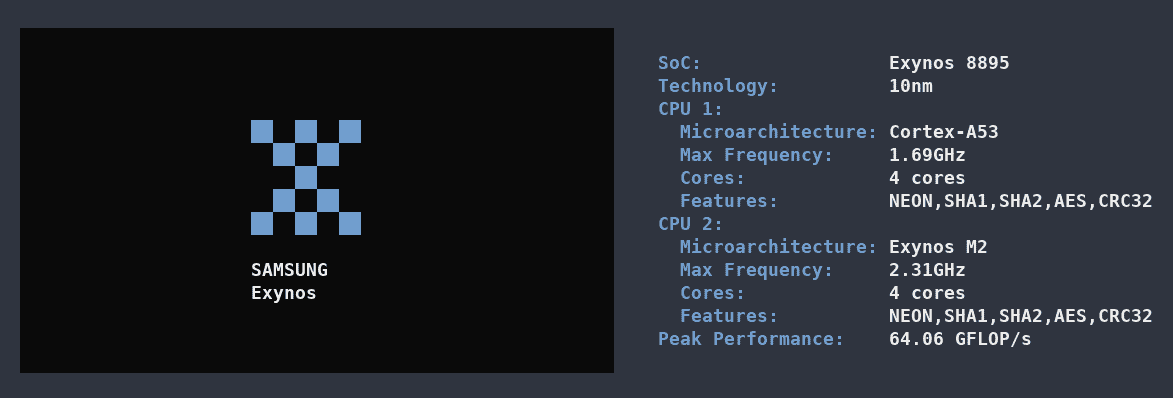 SAMSUNG
Exynos
SoC: Exynos 8895
Technology: 10nm
CPU 1:
Microarchitecture: Cortex-A53
Max Frequency: 1.69GHz
Cores: 4 cores
Features: NEON,SHA1,SHA2,AES,CRC32
CPU 2:
Microarchitecture: Exynos M2
Max Frequency: 2.31GHz
Cores: 4 cores
Features: NEON,SHA1,SHA2,AES,CRC32
Peak Performance: 64.06 GFLOP/s